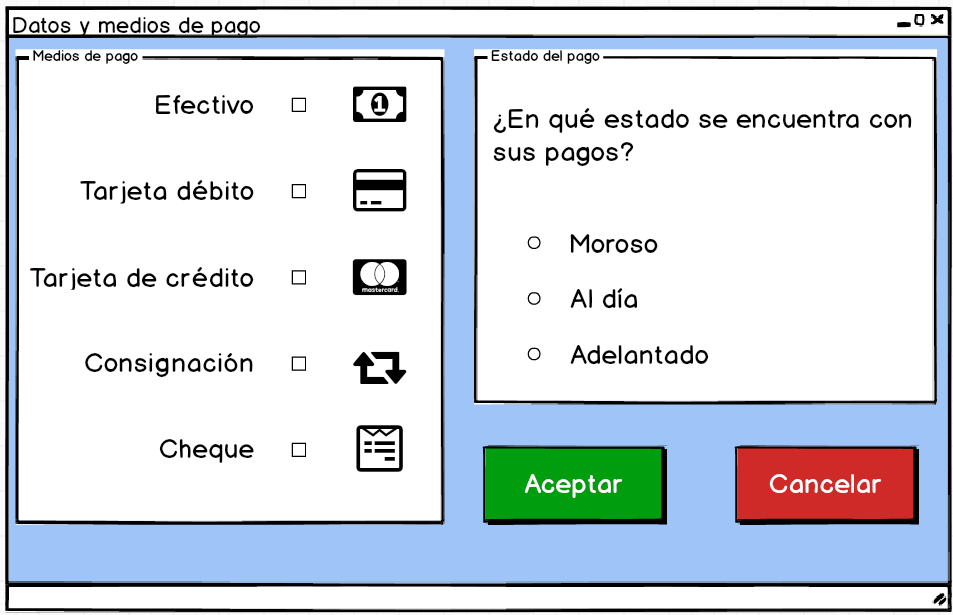 Datos y medios de pago
Medios de pago
Efectivo
1
Tarjeta débito
Tarjeta de crédito
mastercard.
Consignación
Cheque
Estado del pago
¿En qué estado se encuentra con
sus pagos?
Moroso
Al día
Adelantado
Aceptar
Cancelar